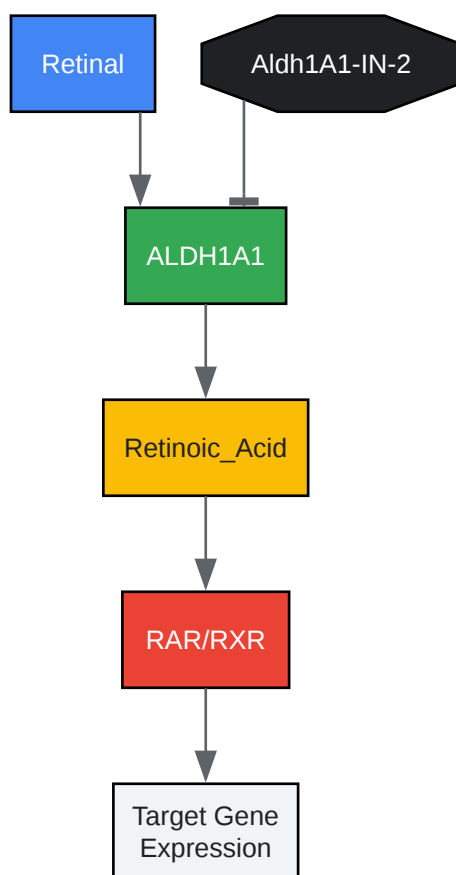 Retinal
Aldh1A1-IN-2
ALDH1A1
Retinoic_Acid
RAR/RXR
Target Gene
Expression